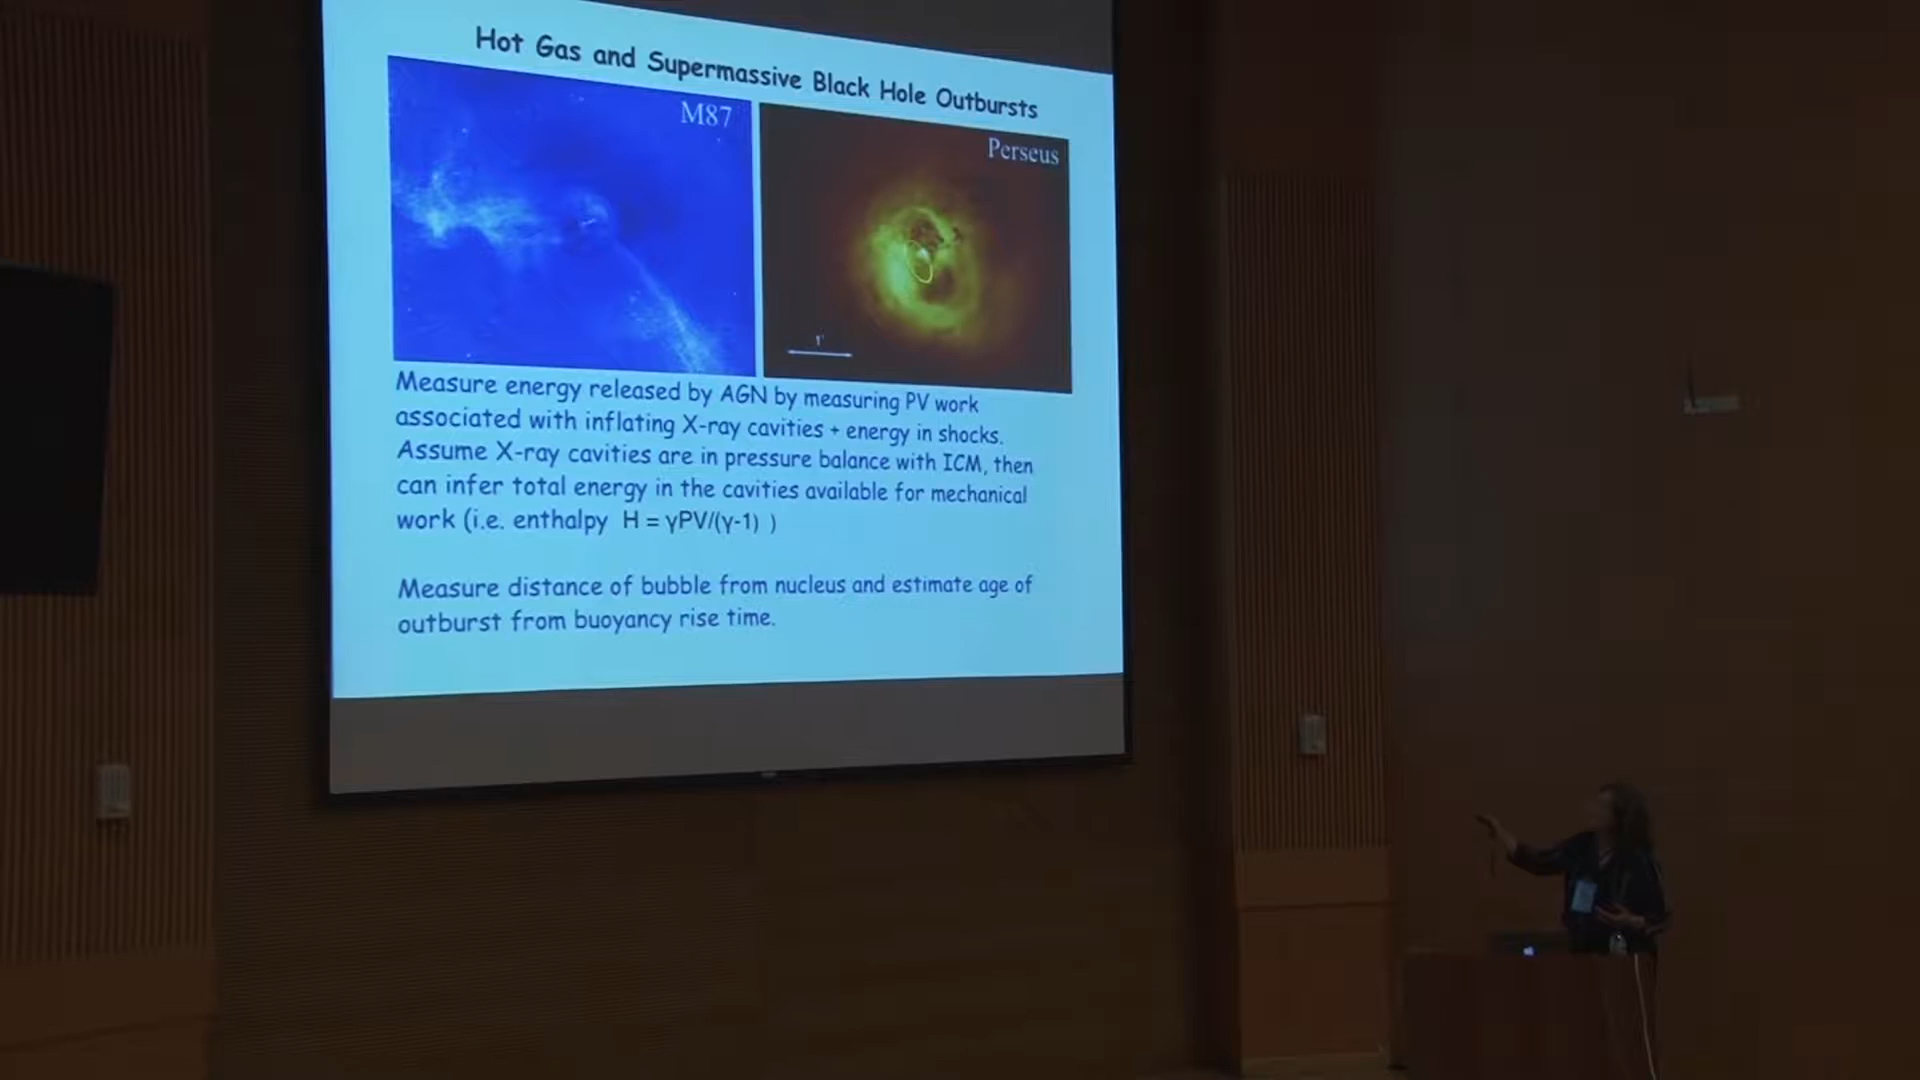 Hot Gas and Supermassive Black Hole Outbursts
M87
Perseus
1'
Measure energy released by AGN by measuring PV work
associated with inflating X-ray cavities + energy in shocks.
Assume X-ray cavities are in pressure balance with ICM, then
can infer total energy in the cavities available for mechanical
work (i.e. enthalpy H = γPV/(γ-1) )
Measure distance of bubble from nucleus and estimate age of
outburst from buoyancy rise time.